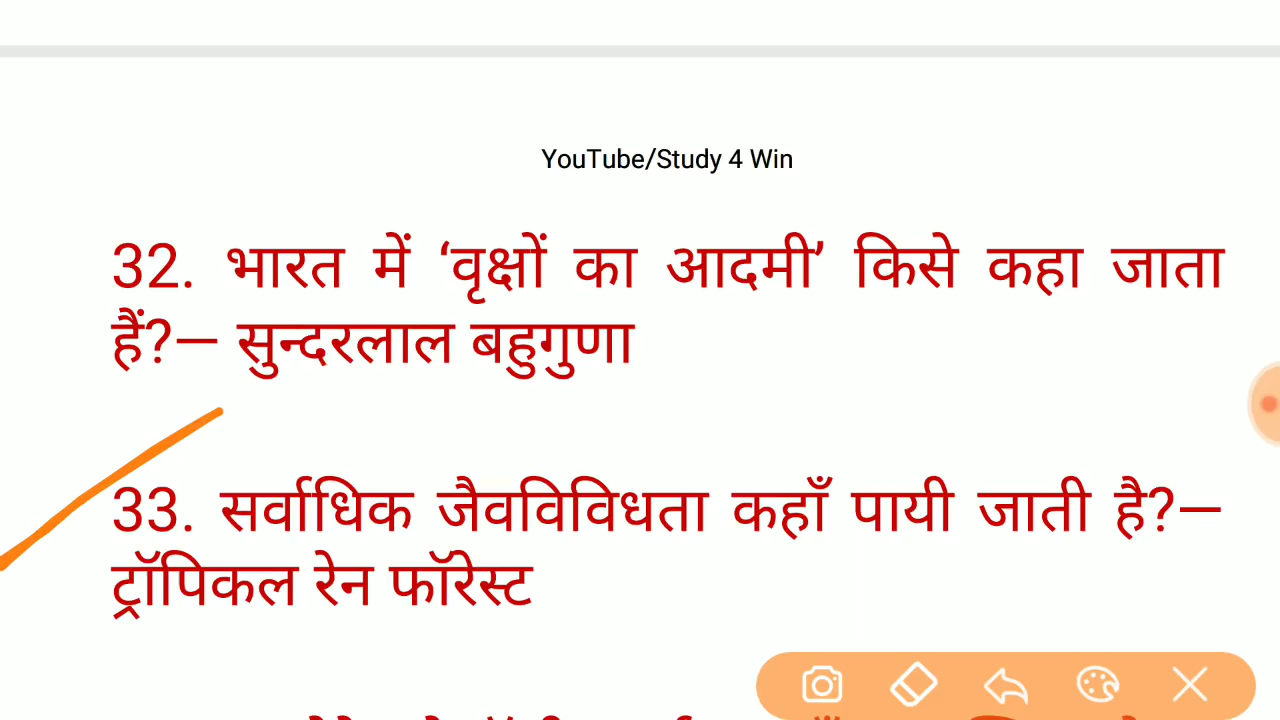 YouTube/Study 4 Win
32. भारत में ‘वृक्षों का आदमी’ किसे कहा जाता
हैं?— सुन्दरलाल बहुगुणा
33. सर्वाधिक जैवविविधता कहाँ पायी जाती है?—
ट्रॉपिकल रेन फॉरेस्ट